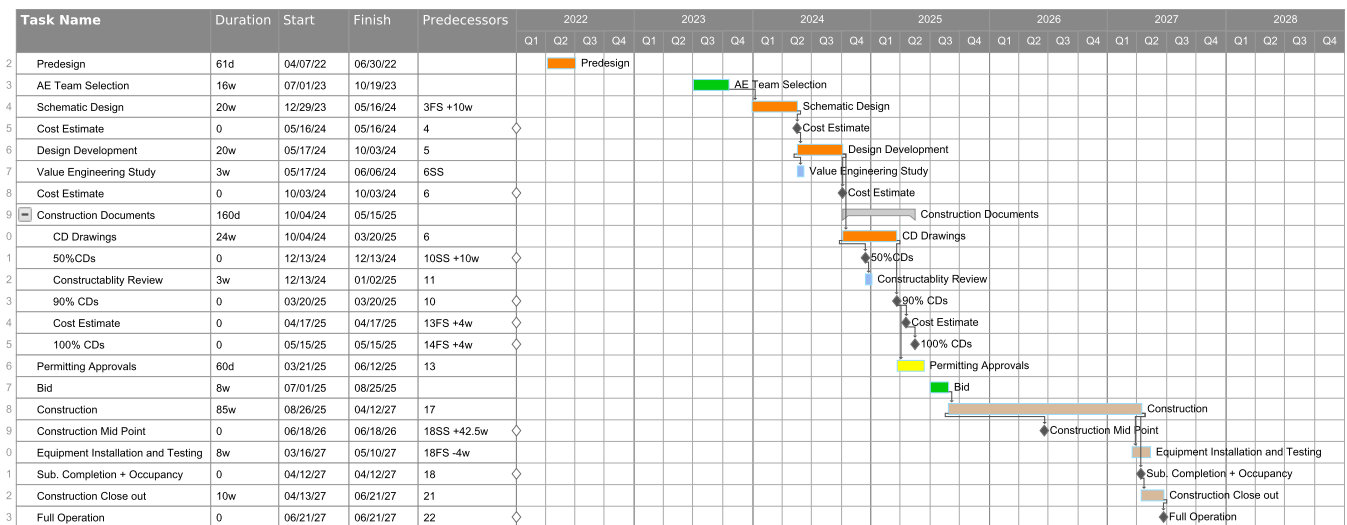 Task Name Duration Start Finish Predecessors 2022 2023 2024 2025 2026 2027 2028
Q1 Q2 Q3 Q4 Q1 Q2 Q3 Q4 Q1 Q2 Q3 Q4 Q1 Q2 Q3 Q4 Q1 Q2 Q3 Q4 Q1 Q2 Q3 Q4 Q1 Q2 Q3 Q4
2 Predesign 61d 04/07/22 06/30/22 Predesign
3 AE Team Selection 16w 07/01/23 10/19/23 AE Team Selection
4 Schematic Design 20w 12/29/23 05/16/24 3FS +10w Schematic Design
5 Cost Estimate 0 05/16/24 05/16/24 4 Cost Estimate
6 Design Development 20w 05/17/24 10/03/24 5 Design Development
7 Value Engineering Study 3w 05/17/24 06/06/24 6SS Value Engineering Study
8 Cost Estimate 0 10/03/24 10/03/24 6 Cost Estimate
9 Construction Documents 160d 10/04/24 05/15/25 Construction Documents
0 CD Drawings 24w 10/04/24 03/20/25 6 CD Drawings
1 50%CDs 0 12/13/24 12/13/24 10SS +10w 50%CDs
2 Constructablity Review 3w 12/13/24 01/02/25 11 Constructablity Review
3 90% CDs 0 03/20/25 03/20/25 10 90% CDs
4 Cost Estimate 0 04/17/25 04/17/25 13FS +4w Cost Estimate
5 100% CDs 0 05/15/25 05/15/25 14FS +4w 100% CDs
6 Permitting Approvals 60d 03/21/25 06/12/25 13 Permitting Approvals
7 Bid 8w 07/01/25 08/25/25 Bid
8 Construction 85w 08/26/25 04/12/27 17 Construction
9 Construction Mid Point 0 06/18/26 06/18/26 18SS +42.5w Construction Mid Point
0 Equipment Installation and Testing 8w 03/16/27 05/10/27 18FS -4w Equipment Installation and Testing
1 Sub. Completion + Occupancy 0 04/12/27 04/12/27 18 Sub. Completion + Occupancy
2 Construction Close out 10w 04/13/27 06/21/27 21 Construction Close out
3 Full Operation 0 06/21/27 06/21/27 22 Full Operation